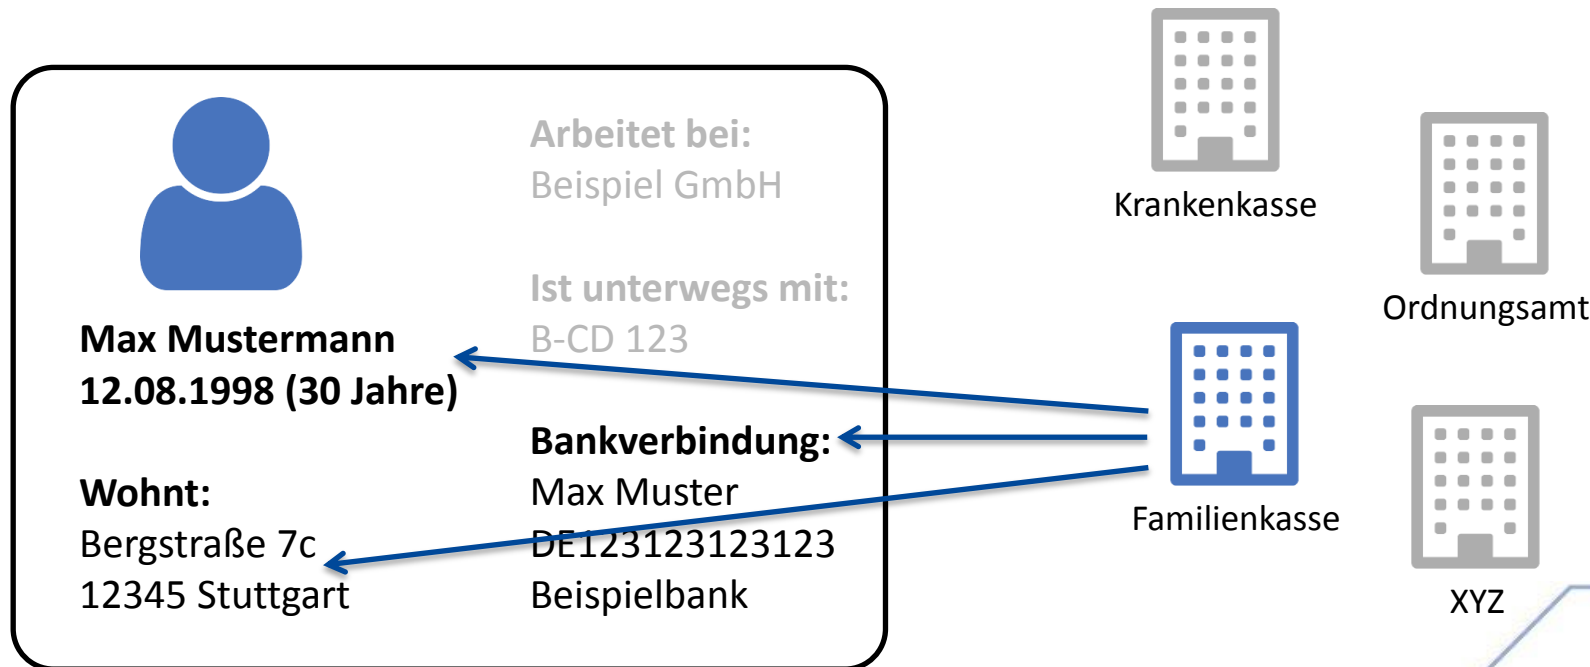 Max Mustermann
12.08.1998 (30 Jahre)
Wohnt:
Bergstraße 7c
12345 Stuttgart
Arbeitet bei:
Beispiel GmbH
Ist unterwegs mit:
B-CD 123
Bankverbindung:
Max Muster
DE123123123123
Beispielbank
Krankenkasse
Ordnungsamt
Familienkasse
XYZ